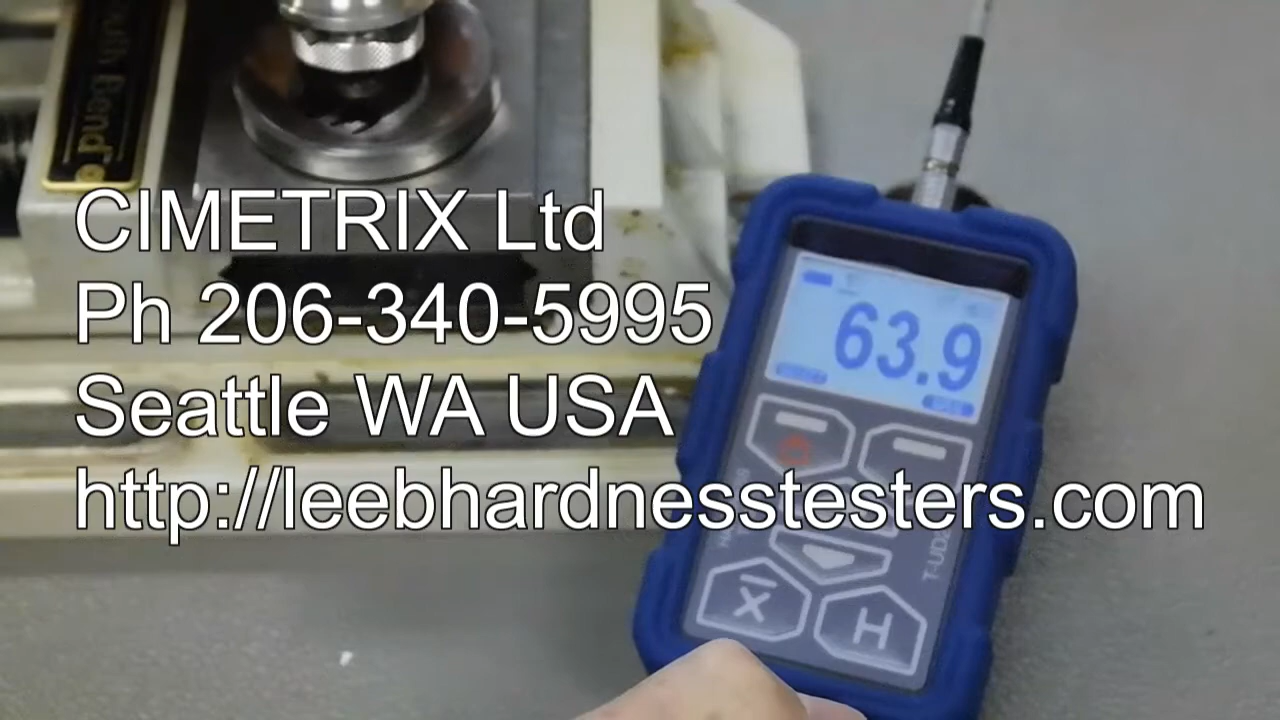 CIMETRIX Ltd
Ph 206-340-5995
Seattle WA USA
http://leebhardnesstesters.com
63.9
X̄
H